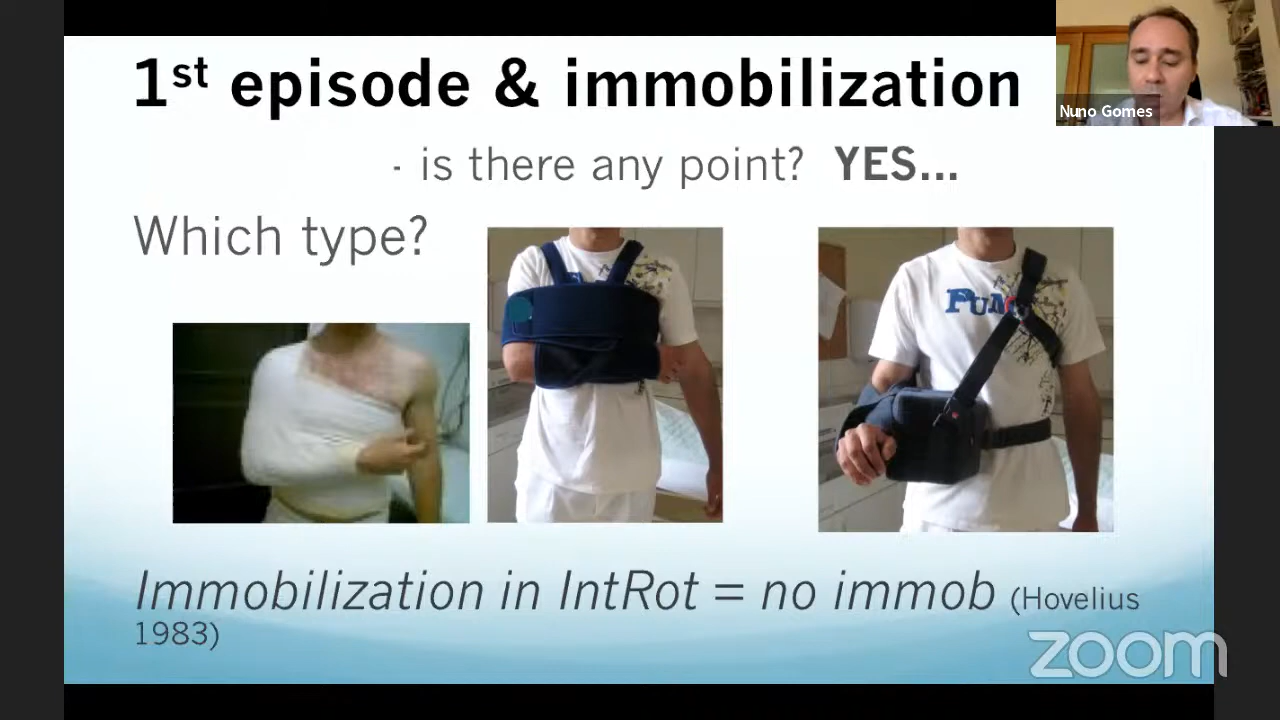 1st episode & immobilization
Nuno Gomes
- is there any point? YES...
Which type?
PUM
Immobilization in IntRot = no immob (Hovelius
1983)
zoom